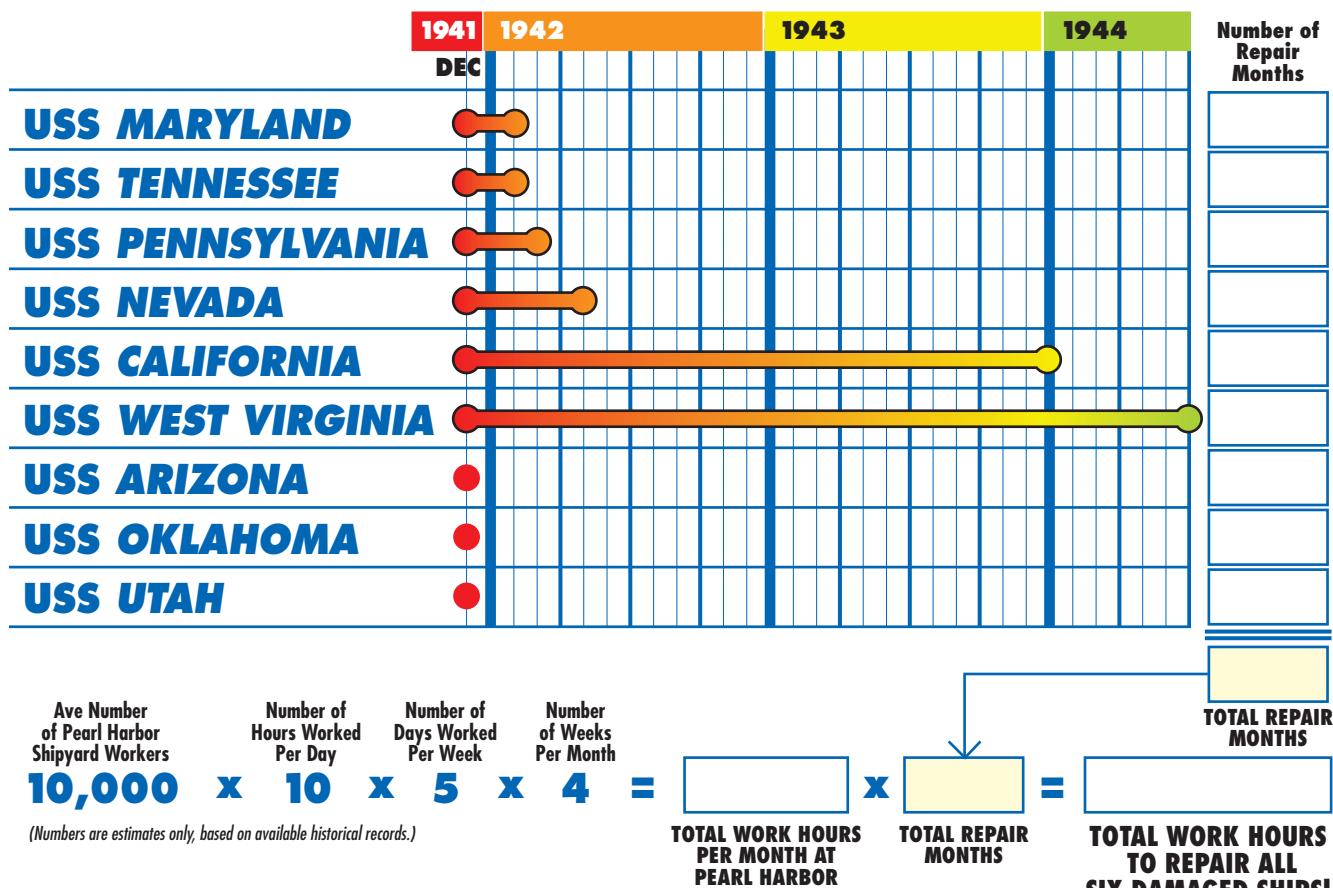 1941 1942 1943 1944
DEC
Number of
Repair
Months
USS MARYLAND
USS TENNESSEE
USS PENNSYLVANIA
USS NEVADA
USS CALIFORNIA
USS WEST VIRGINIA
USS ARIZONA
USS OKLAHOMA
USS UTAH
TOTAL REPAIR
MONTHS
Ave Number
of Pearl Harbor
Shipyard Workers
Number of
Hours Worked
Per Day
Number of
Days Worked
Per Week
Number
of Weeks
Per Month
10,000 x 10 x 5 x 4 = x =
(Numbers are estimates only, based on available historical records.)
TOTAL WORK HOURS
PER MONTH AT
PEARL HARBOR
TOTAL REPAIR
MONTHS
TOTAL WORK HOURS
TO REPAIR ALL
SIX DAMAGED SHIPS!